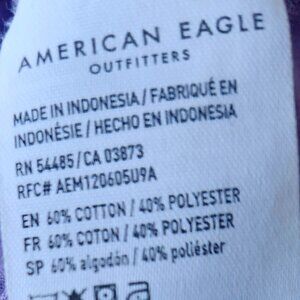 AMERICAN EAGLE
OUTFITTERS
MADE IN INDONESIA / FABRIQUÉ EN
INDONÉSIE / HECHO EN INDONESIA
RN 54485 / CA 03873
RFC# AEM120605U9A
EN 60% COTTON / 40% POLYESTER
FR 60% COTON / 40% POLYESTER
SP 60% algodón / 40% poliéster